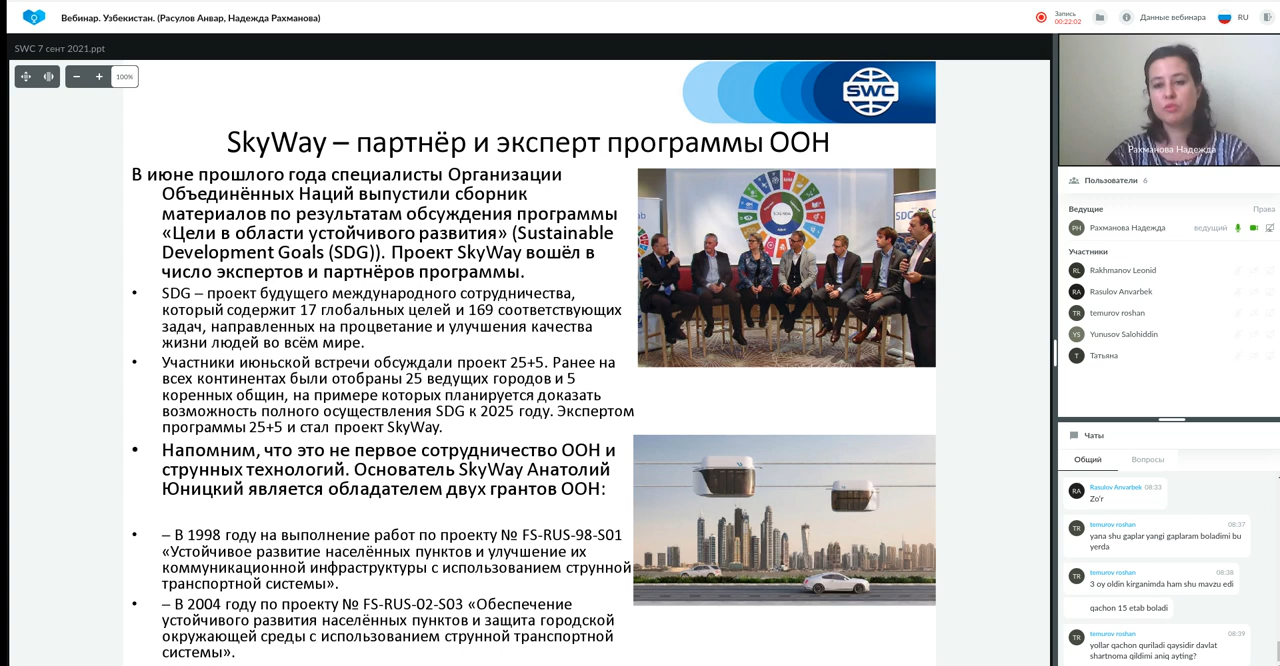 Вебинар. Узбекистан. (Расулов Анвар, Надежда Рахманова)
Запись
00:22:02
Данные вебинара
RU
SWC 7 сент 2021.ppt
100%
SWC
SkyWay – партнёр и эксперт программы ООН
В июне прошлого года специалисты Организации
Объединённых Наций выпустили сборник
материалов по результатам обсуждения программы
«Цели в области устойчивого развития» (Sustainable
Development Goals (SDG)). Проект SkyWay вошёл в
число экспертов и партнёров программы.
• SDG – проект будущего международного сотрудничества,
который содержит 17 глобальных целей и 169 соответствующих
задач, направленных на процветание и улучшения качества
жизни людей во всём мире.
• Участники июньской встречи обсуждали проект 25+5. Ранее на
всех континентах были отобраны 25 ведущих городов и 5
коренных общин, на примере которых планируется доказать
возможность полного осуществления SDG к 2025 году. Экспертом
программы 25+5 и стал проект SkyWay.
• Напомним, что это не первое сотрудничество ООН и
струнных технологий. Основатель SkyWay Анатолий
Юницкий является обладателем двух грантов ООН:
• – В 1998 году на выполнение работ по проекту № FS-RUS-98-S01
«Устойчивое развитие населённых пунктов и улучшение их
коммуникационной инфраструктуры с использованием струнной
транспортной системы».
• – В 2004 году по проекту № FS-RUS-02-S03 «Обеспечение
устойчивого развития населённых пунктов и защита городской
окружающей среды с использованием струнной транспортной
системы».
Рахманова Надежда
Пользователи 6
Ведущие
Права
РН Рахманова Надежда ведущий
Участники
RL Rakhmanov Leonid
RA Rasulov Anvarbek
TR temurov roshan
YS Yunusov Salohiddin
Т Татьяна
Чаты
Общий
Вопросы
RA Rasulov Anvarbek 08:33
Zo'r
TR temurov roshan 08:37
yana shu gaplar yangi gaplaram boladimi bu
yerda
TR temurov roshan 08:38
3 oy oldin kirganimda ham shu mavzu edi
qachon 15 etab boladi
TR temurov roshan 08:39
yollar qachon quriladi qaysidir davlat
shartnoma qildimi aniq ayting?